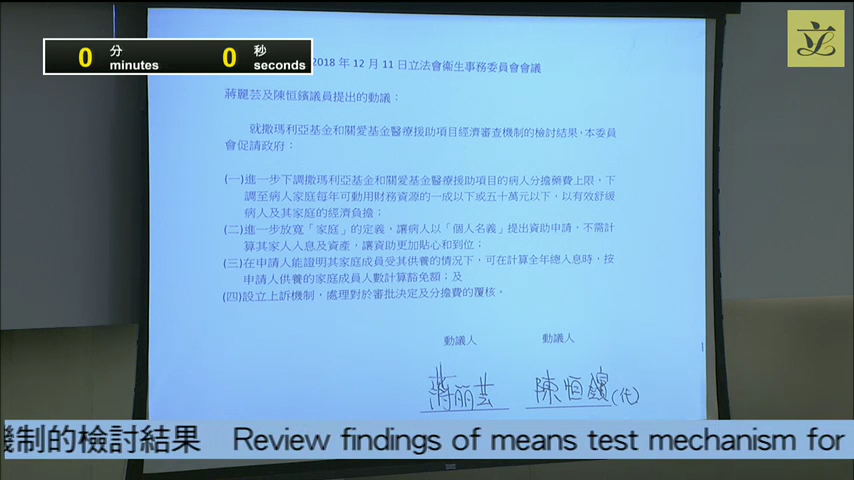 0 分 minutes 0 秒 seconds
立
2018 年 12 月 11 日立法會衞生事務委員會會議
蔣麗芸及陳恒鑌議員提出的動議：
就撒瑪利亞基金和關愛基金醫療援助項目經濟審查機制的檢討結果，本委員
會促請政府：
(一)進一步下調撒瑪利亞基金和關愛基金醫療援助項目的病人分擔藥費上限，下
調至病人家庭每年可動用財務資源的一成以下或五十萬元以下，以有效舒緩
病人及其家庭的經濟負擔；
(二)進一步放寬「家庭」的定義，讓病人以「個人名義」提出資助申請，不需計
算其家人入息及資產，讓資助更加貼心和到位；
(三)在申請人能證明其家庭成員受其供養的情況下，可在計算全年總入息時，按
申請人供養的家庭成員人數計算豁免額；及
(四)設立上訴機制，處理對於審批決定及分擔費的覆核。
動議人 動議人
蔣丽芸 陳恒鑌(代)
機制的檢討結果 Review findings of means test mechanism for